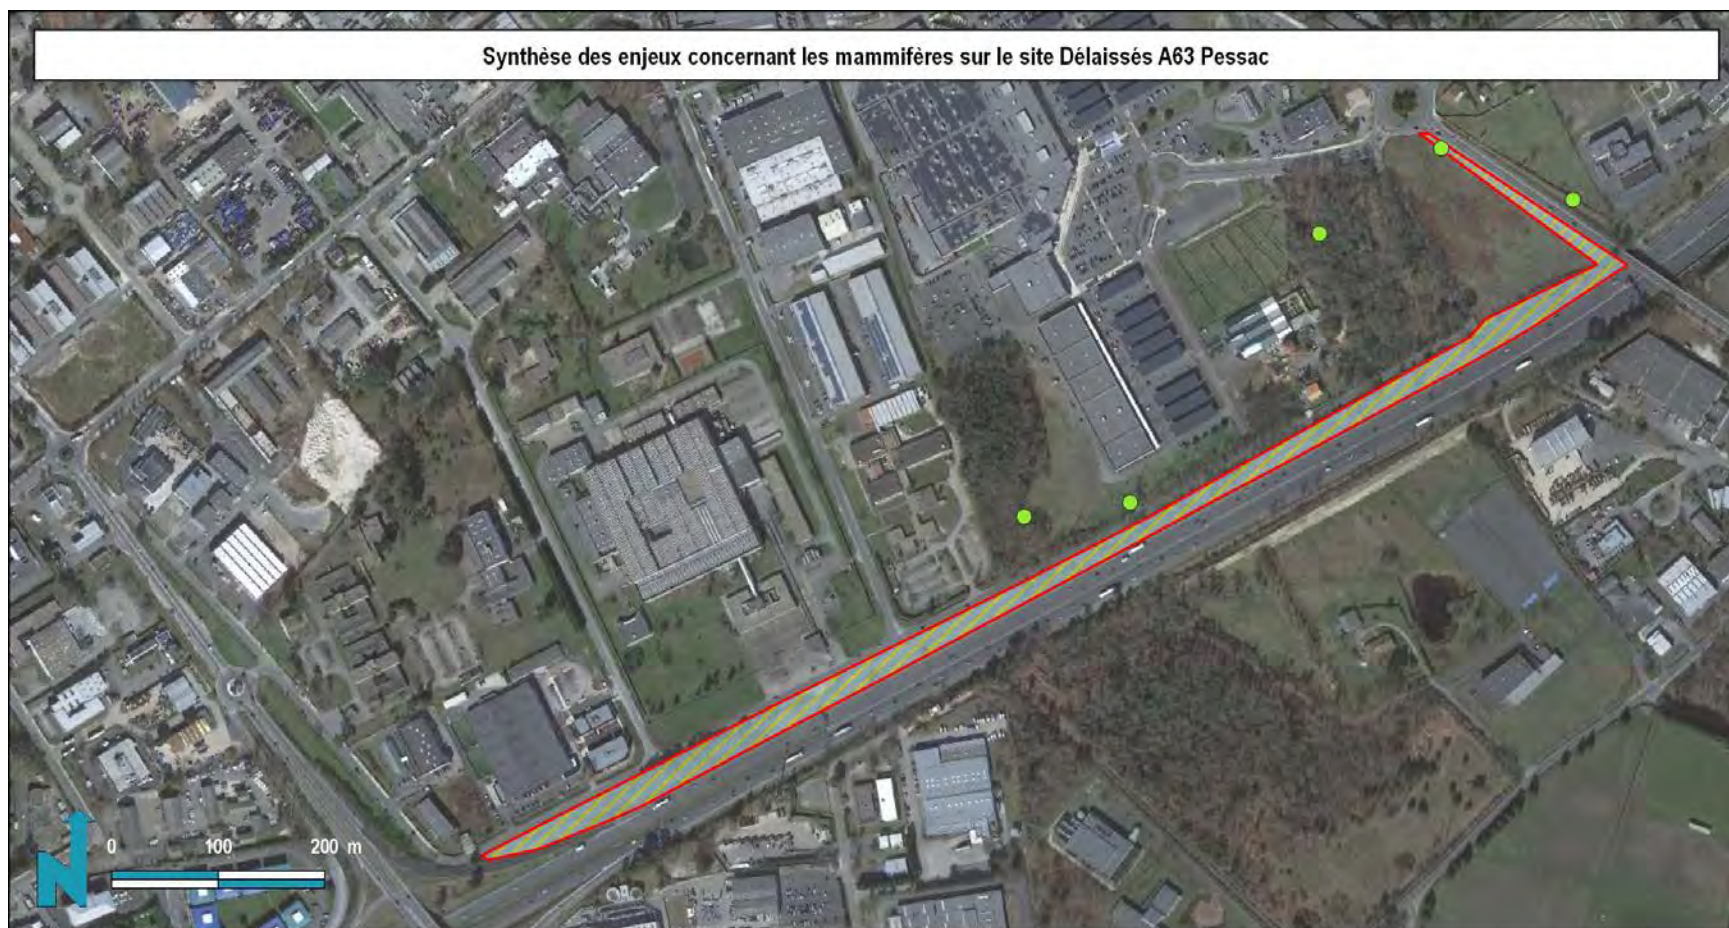 Synthèse des enjeux concernant les mammifères sur le site Délaissés A63 Pessac
N
0 100 200 m